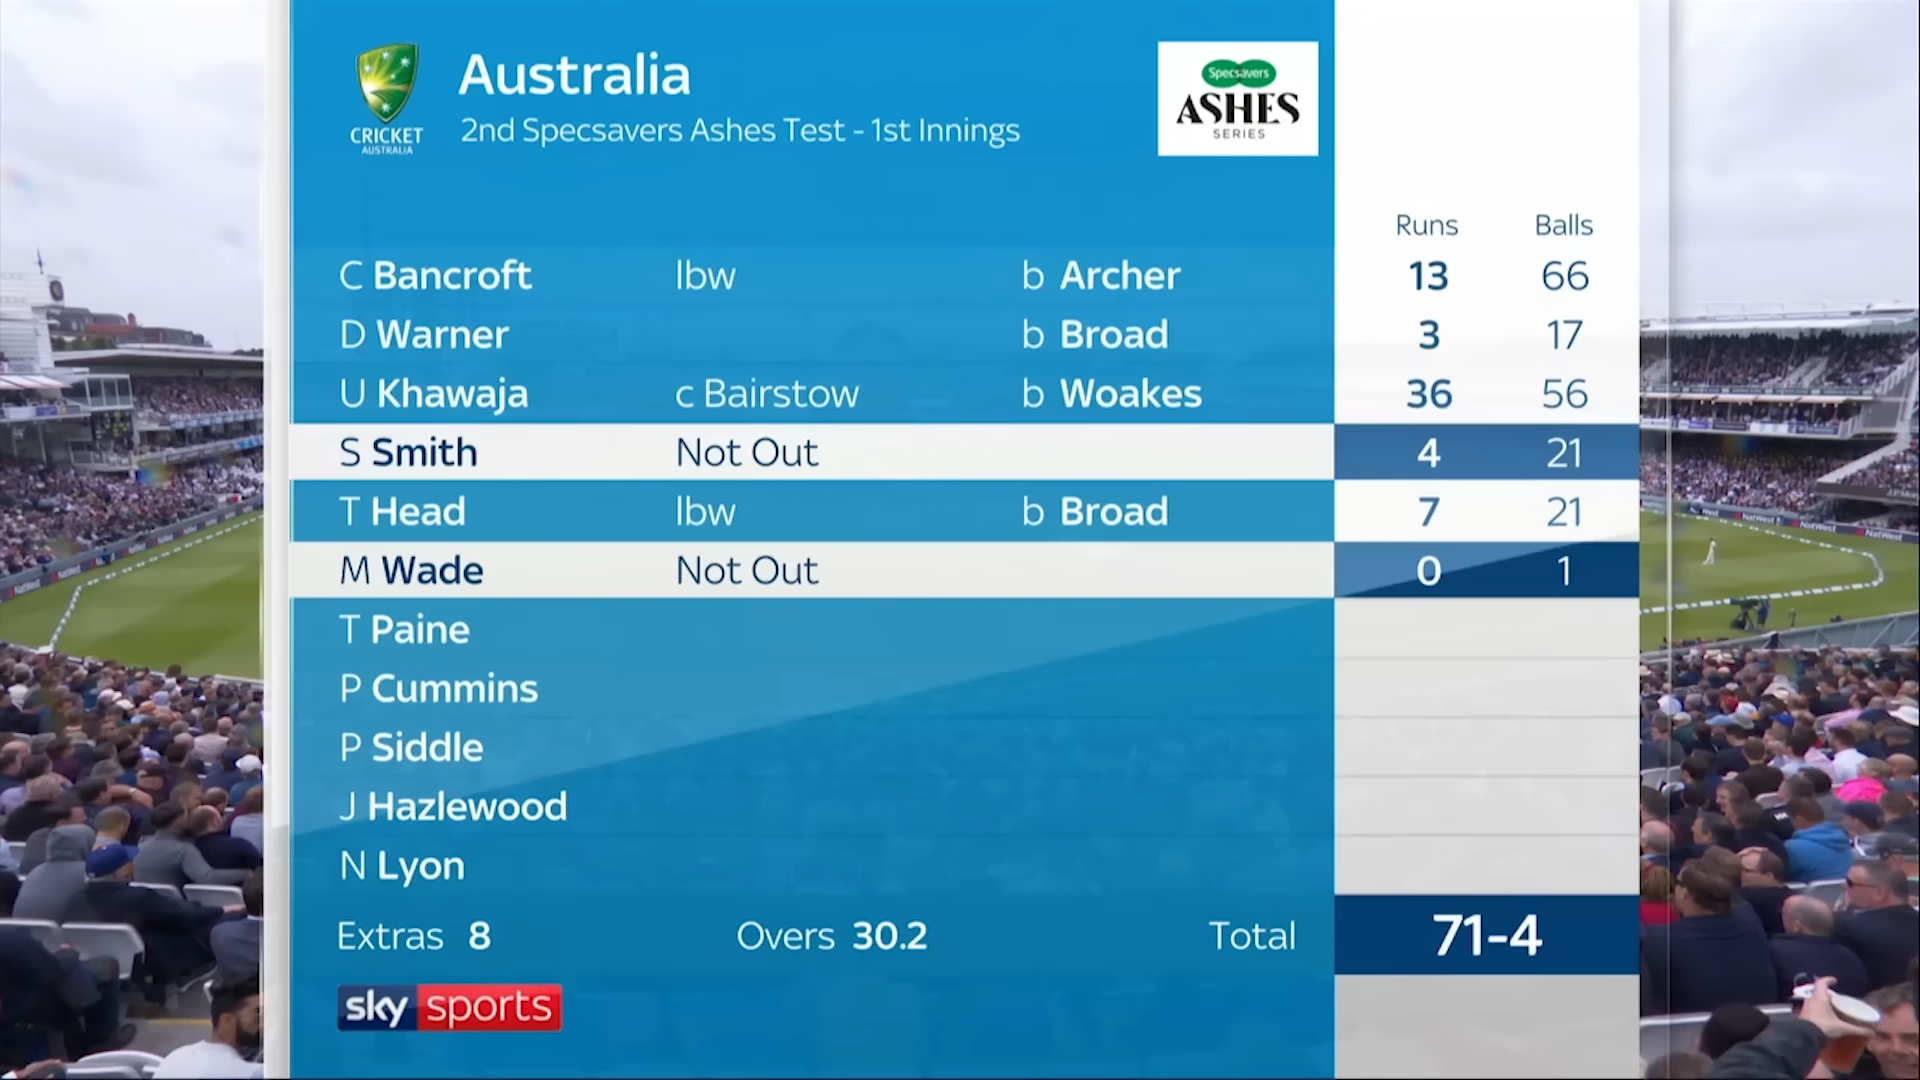 Australia
2nd Specsavers Ashes Test - 1st Innings
CRICKET
AUSTRALIA
Specsavers
ASHES
SERIES
Runs Balls
C Bancroft lbw b Archer 13 66
D Warner b Broad 3 17
U Khawaja c Bairstow b Woakes 36 56
S Smith Not Out 4 21
T Head lbw b Broad 7 21
M Wade Not Out 0 1
T Paine
P Cummins
P Siddle
J Hazlewood
N Lyon
Extras 8 Overs 30.2 Total 71-4
sky sports
NatWest
NatWest
NatWest